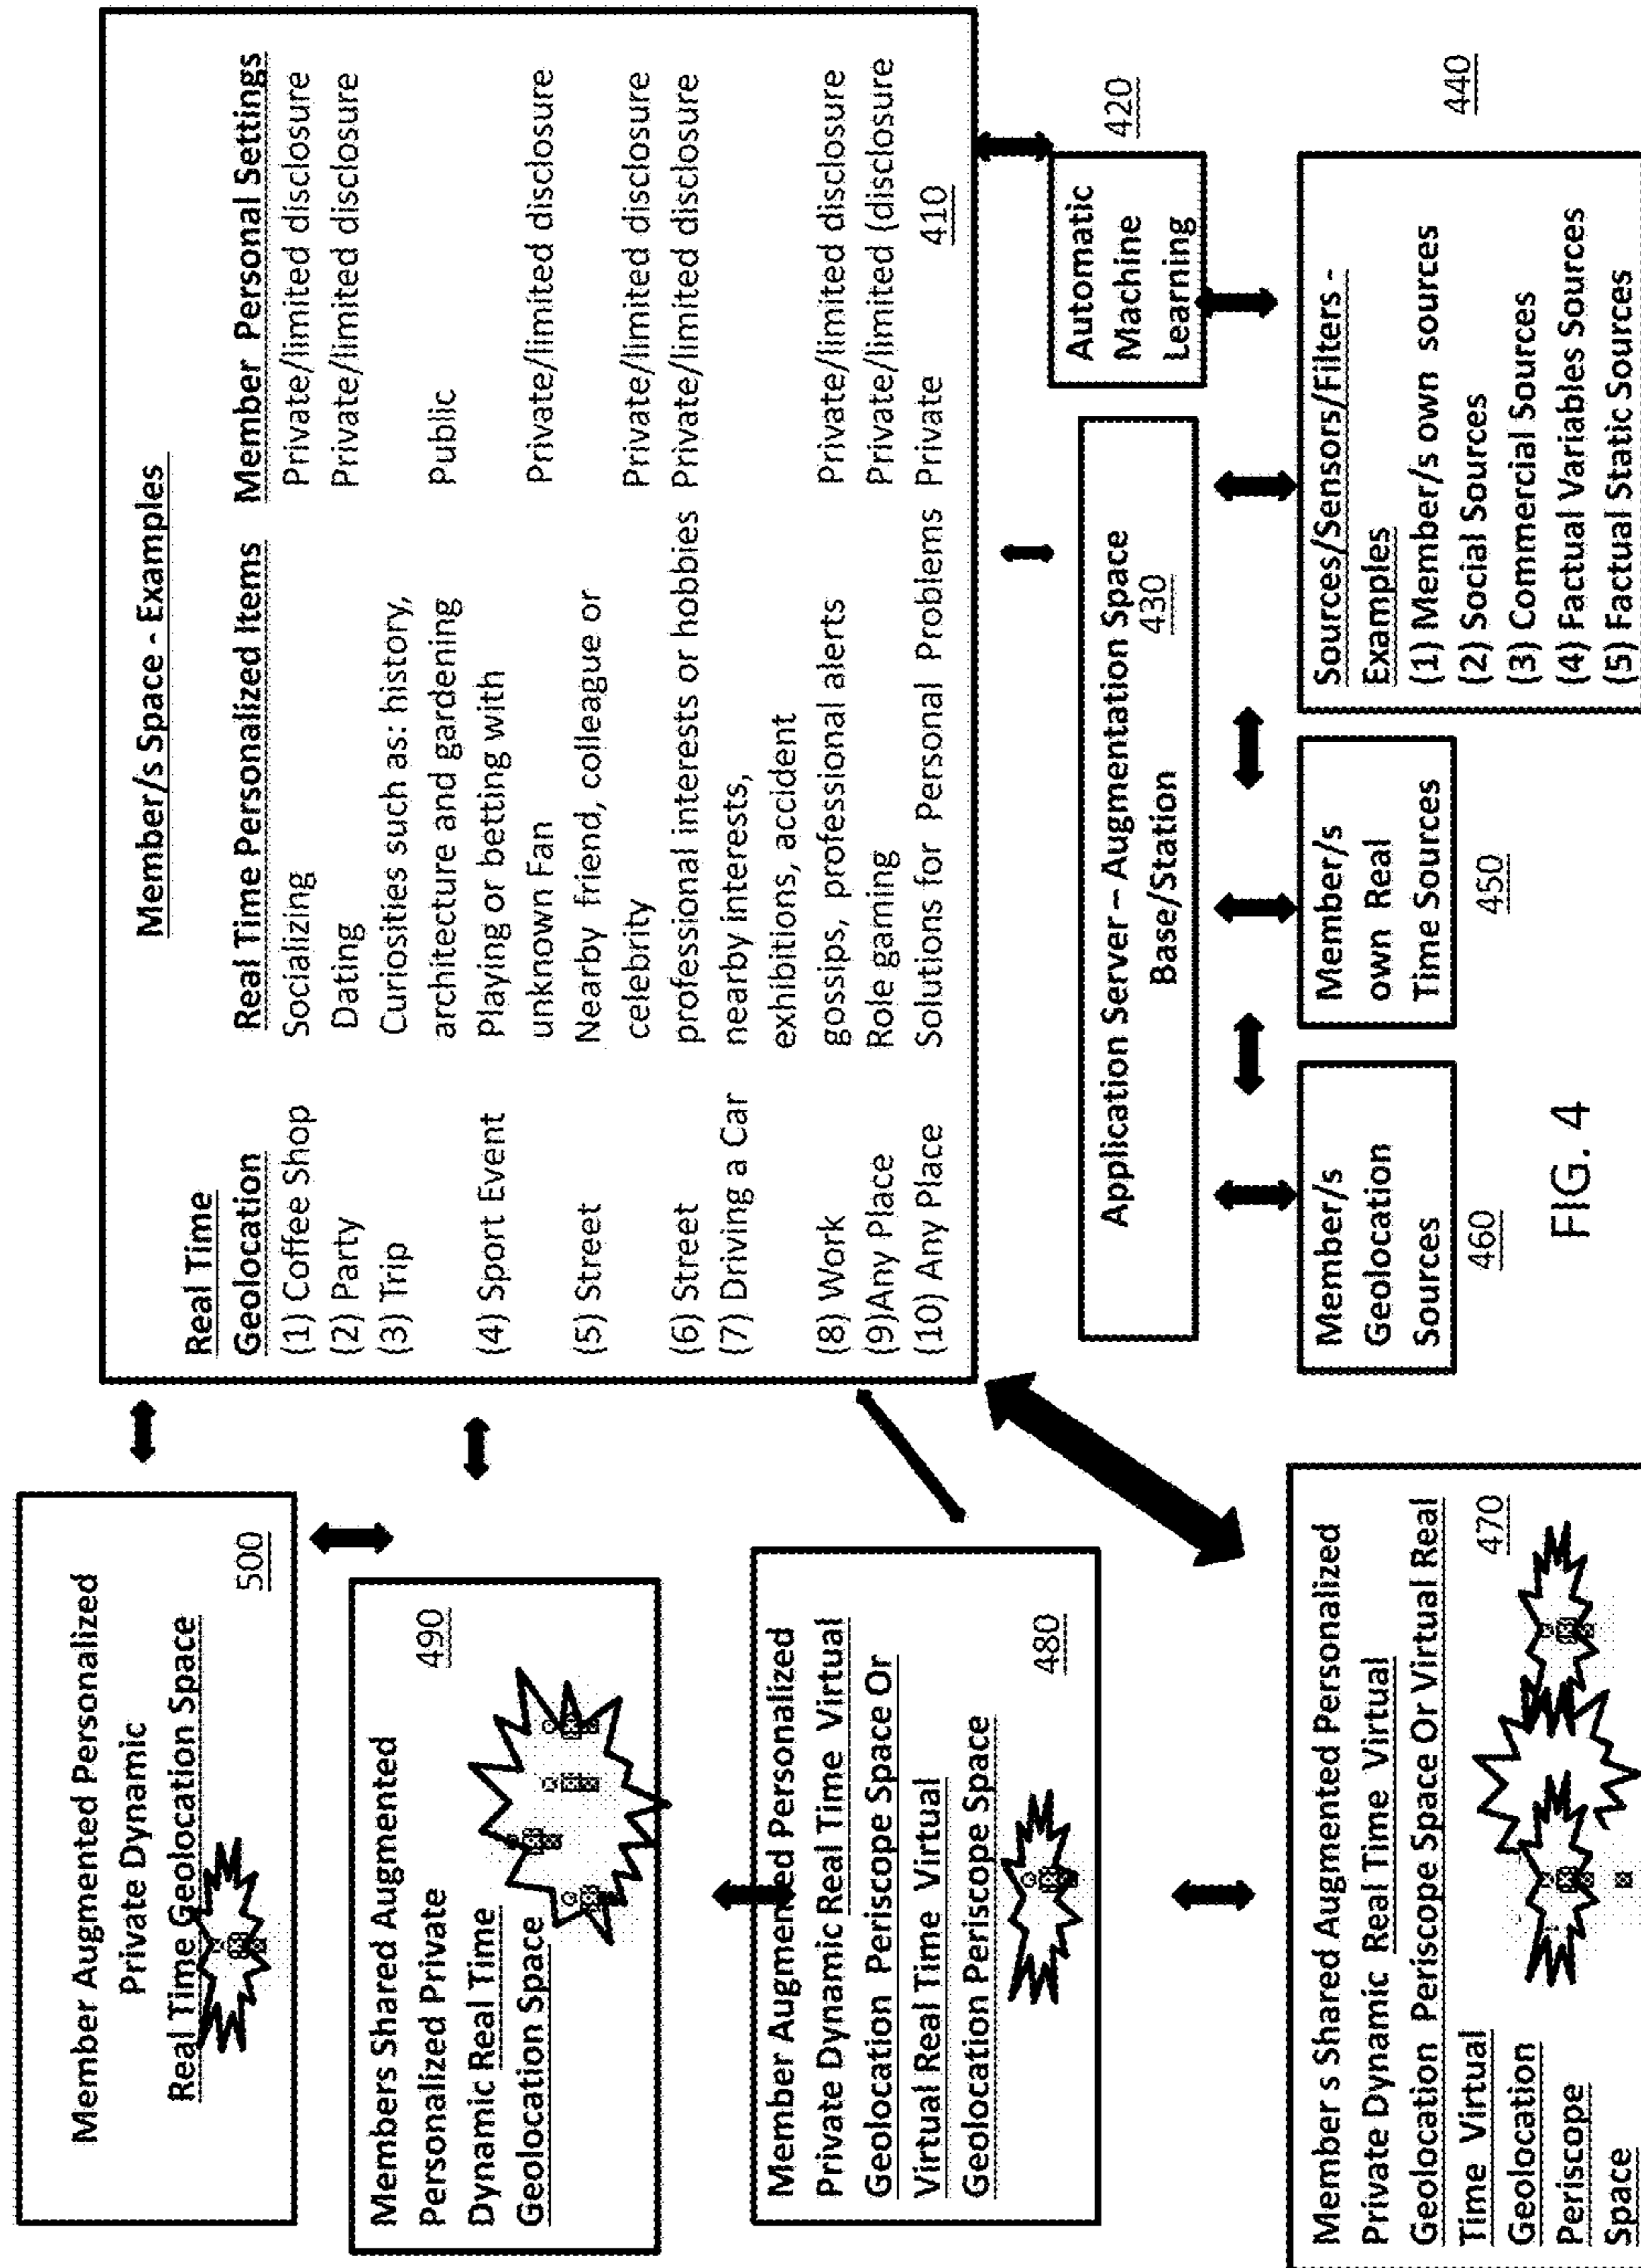 Member Augmented Personalized
Private Dynamic
Real Time Geolocation Space
500
Members Shared Augmented
Personalized Private
490
Dynamic Real Time
Geolocation Space
Member Augmented Personalized
Private Dynamic Real Time Virtual
Geolocation Periscope Space Or
Virtual Real Time Virtual
Geolocation Periscope Space
480
Member s Shared Augmented Personalized
Private Dynamic Real Time Virtual
Geolocation Periscope Space Or Virtual Real
Time Virtual
470
Geolocation
Periscope
Space
Member/s Space - Examples
Real Time
Geolocation Real Time Personalized Items Member Personal Settings
(1) Coffee Shop Socializing Private/limited disclosure
(2) Party Dating Private/limited disclosure
(3) Trip Curiosities such as: history,
architecture and gardening Public
(4) Sport Event Playing or betting with
unknown Fan Private/limited disclosure
(5) Street Nearby friend, colleague or
celebrity Private/limited disclosure
(6) Street professional interests or hobbies Private/limited disclosure
(7) Driving a Car nearby interests,
exhibitions, accident
(8) Work gossips, professional alerts Private/limited disclosure
(9)Any Place Role gaming Private/limited (disclosure
(10) Any Place Solutions for Personal Problems Private
410
Automatic
Machine
Learning
420
Application Server – Augmentation Space
430
Base/Station
Member/s
Geolocation
Sources
460
Member/s
own Real
Time Sources
450
Sources/Sensors/Filters -
Examples
(1) Member/s own sources
(2) Social Sources
(3) Commercial Sources
(4) Factual Variables Sources
(5) Factual Static Sources
440
FIG. 4